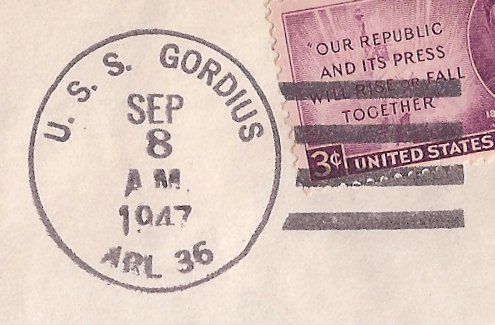 U. S. S. GORDIUS
SEP
8
A M.
1947
ARL 36
"OUR REPUBLIC
AND ITS PRESS
WILL RISE OR FALL
TOGETHER"
3¢ UNITED STATES